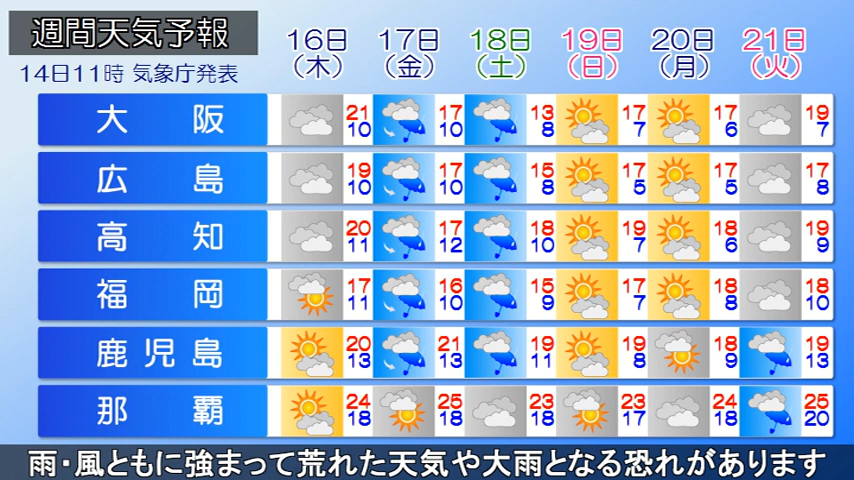 週間天気予報
14日11時 気象庁発表
16日 17日 18日 19日 20日 21日
(木) (金) (土) (日) (月) (火)
大阪 21 10 17 10 13 8 17 7 17 6 19 7
広島 19 10 17 10 15 8 17 5 17 5 17 8
高知 20 11 17 12 18 10 19 7 18 6 19 9
福岡 17 11 16 10 15 9 17 7 18 8 18 10
鹿児島 20 13 21 13 19 11 19 8 18 9 19 13
那覇 24 18 25 18 23 18 23 17 24 18 25 20
雨・風ともに強まって荒れた天気や大雨となる恐れがあります